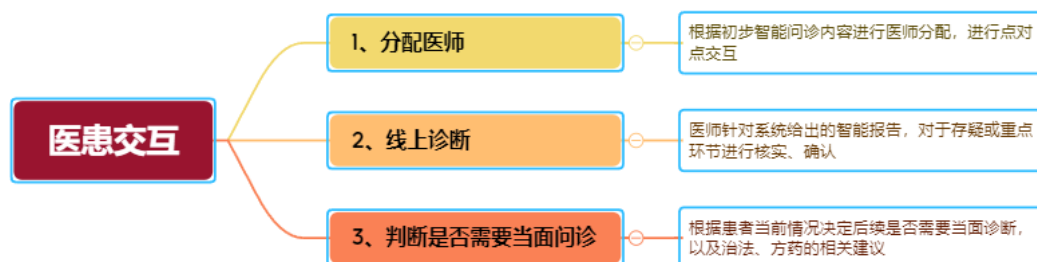 医患交互
1、分配医师
根据初步智能问诊内容进行医师分配，进行点对
点交互
2、线上诊断
医师针对系统给出的智能报告，对于存疑或重点
环节进行核实、确认
3、判断是否需要当面问诊
根据患者当前情况决定后续是否需要当面诊断，
以及治法、方药的相关建议